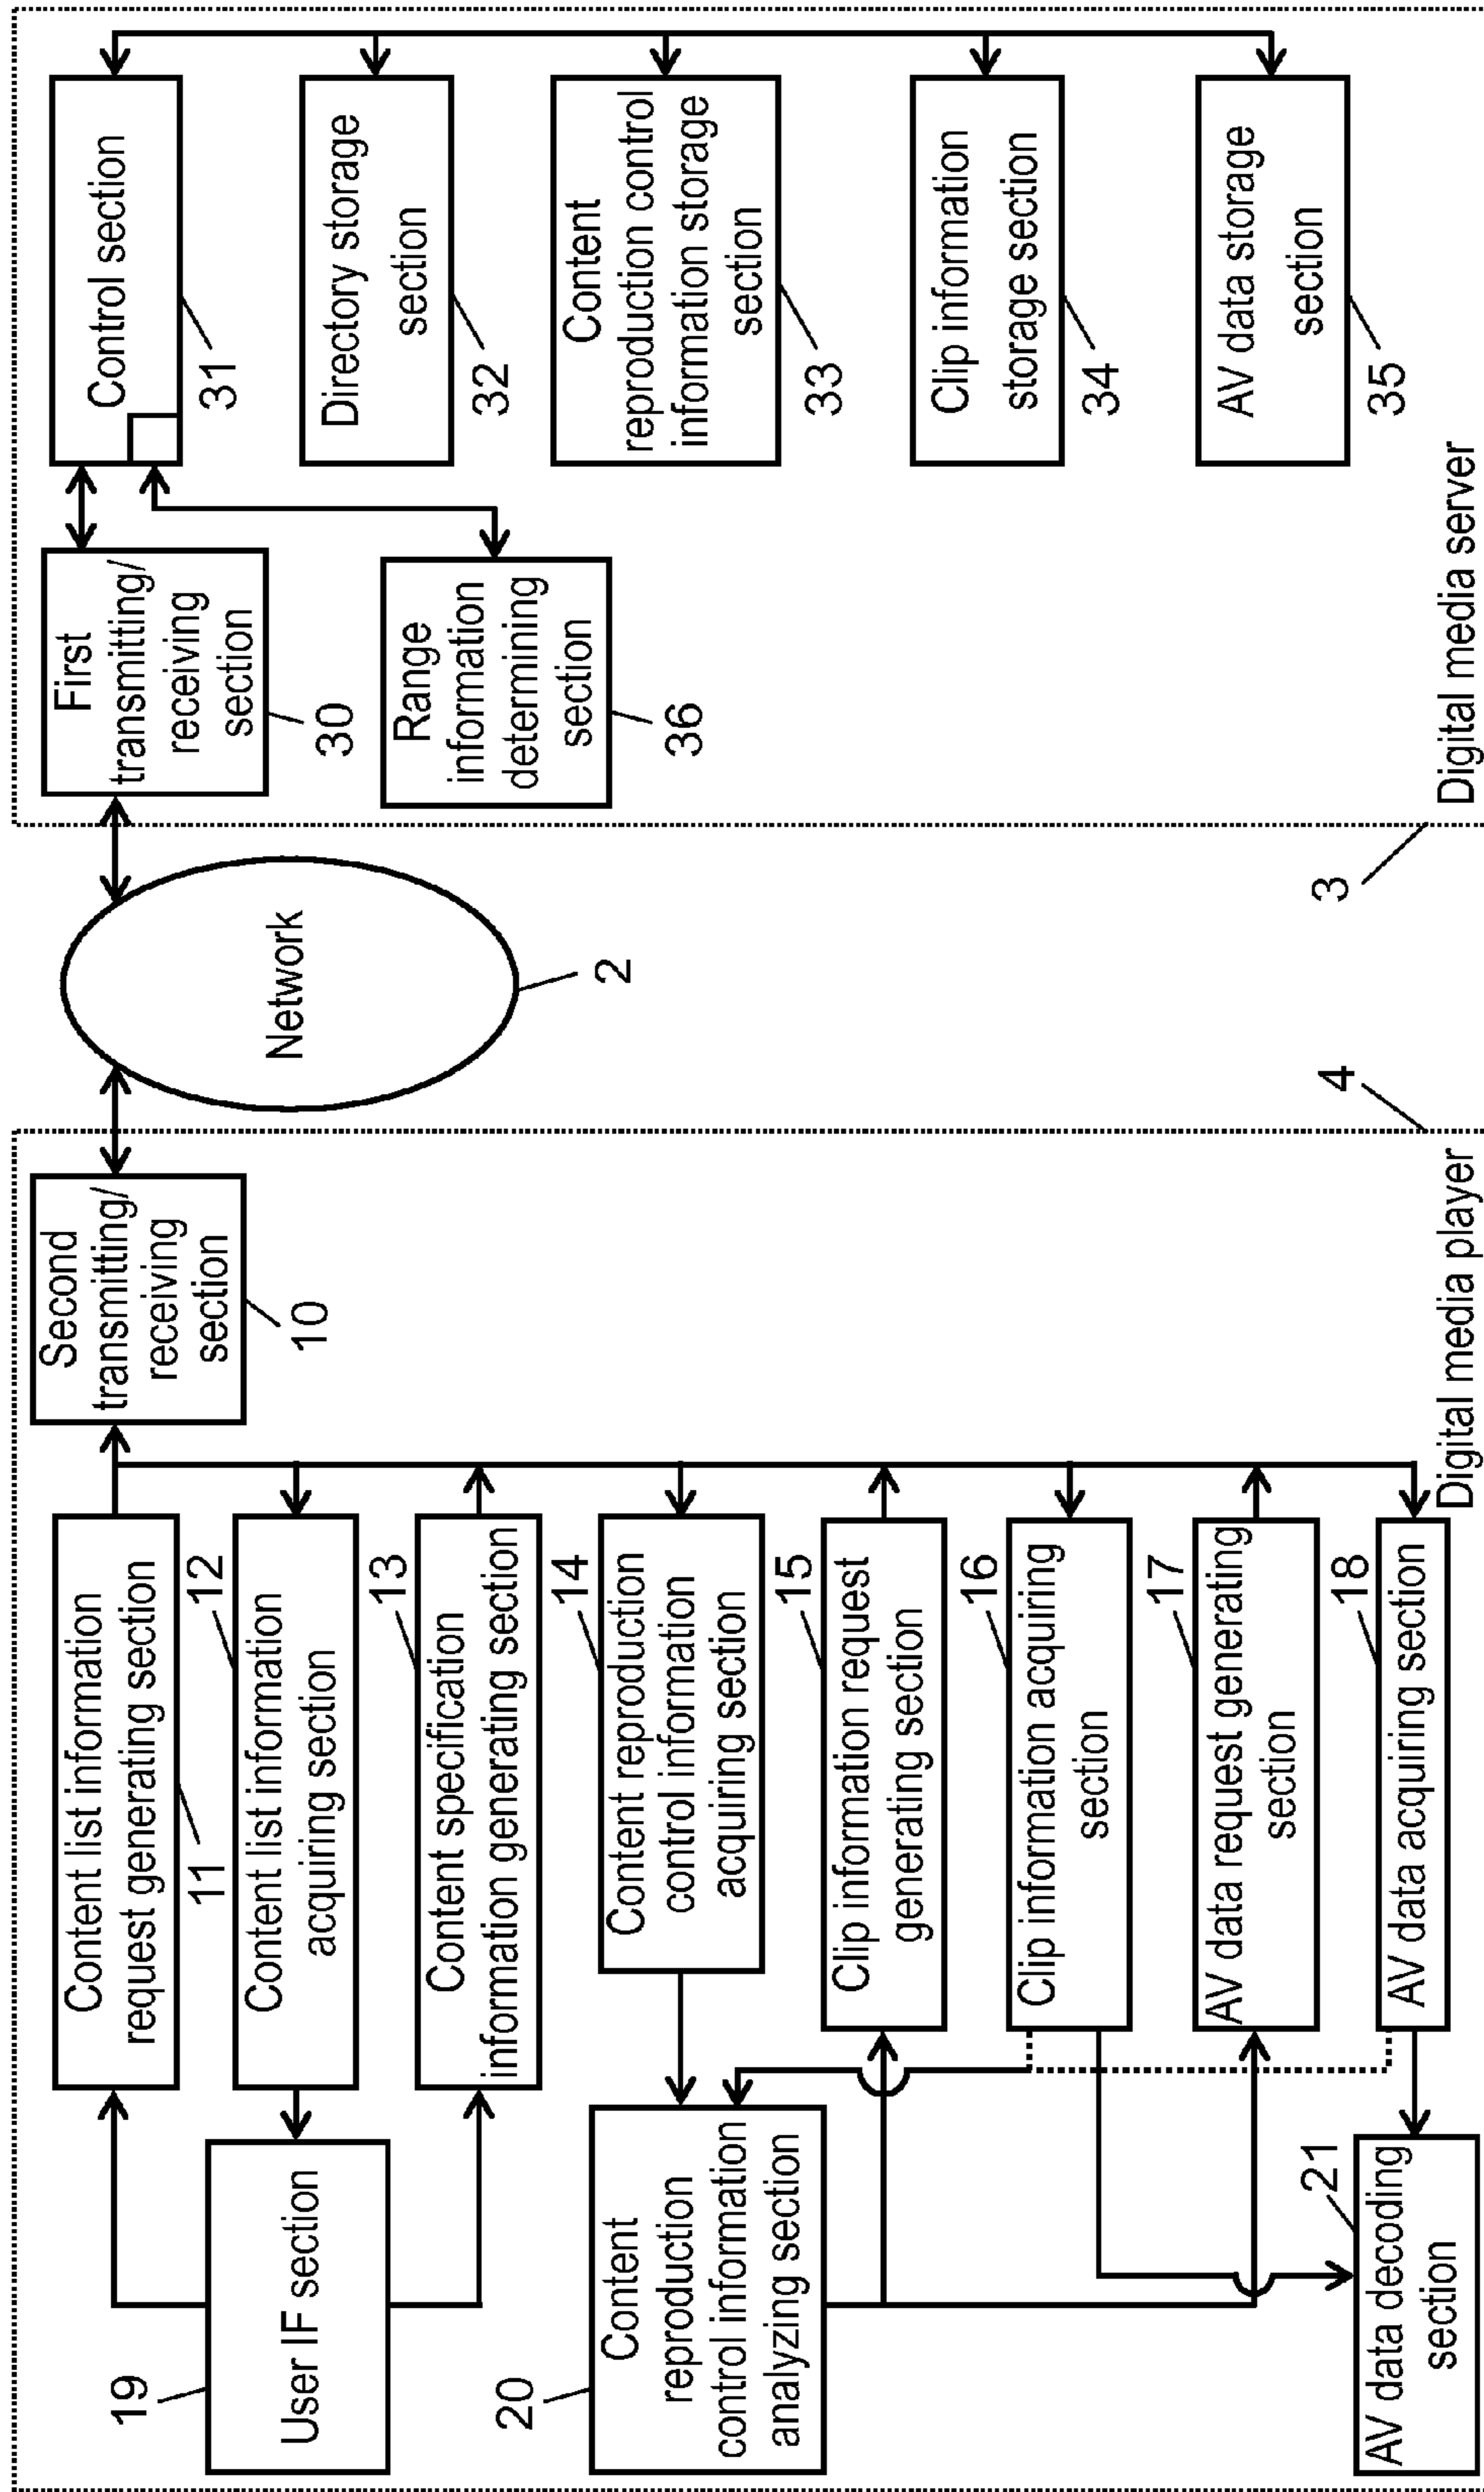 19
User IF section
20
Content
reproduction
control information
analyzing section
21
AV data decoding
section
Content list information
request generating section
11
12
Content list information
acquiring section
13
Content specification
information generating section
14
Content reproduction
control information
acquiring section
15
Clip information request
generating section
16
Clip information acquiring
section
17
AV data request generating
section
18
AV data acquiring section
Second
transmitting/
receiving
section
10
Digital media player
4
Network
2
3
First
transmitting/
receiving
section
30
Range
information
determining
section
36
Control section
31
Directory storage
section
32
Content
reproduction control
information storage
section
33
Clip information
storage section
34
AV data storage
section
35
Digital media server